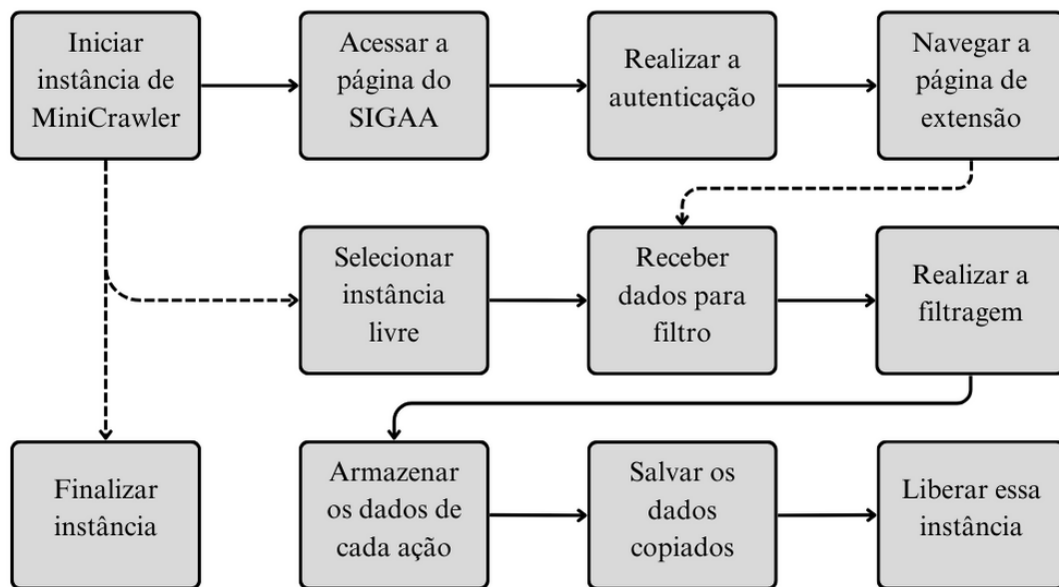 Iniciar
instância de
MiniCrawler
Acessar a
página do
SIGAA
Realizar a
autenticação
Navegar a
página de
extensão
Selecionar
instância
livre
Receber
dados para
filtro
Realizar a
filtragem
Finalizar
instância
Armazenar
os dados de
cada ação
Salvar os
dados
copiados
Liberar essa
instância